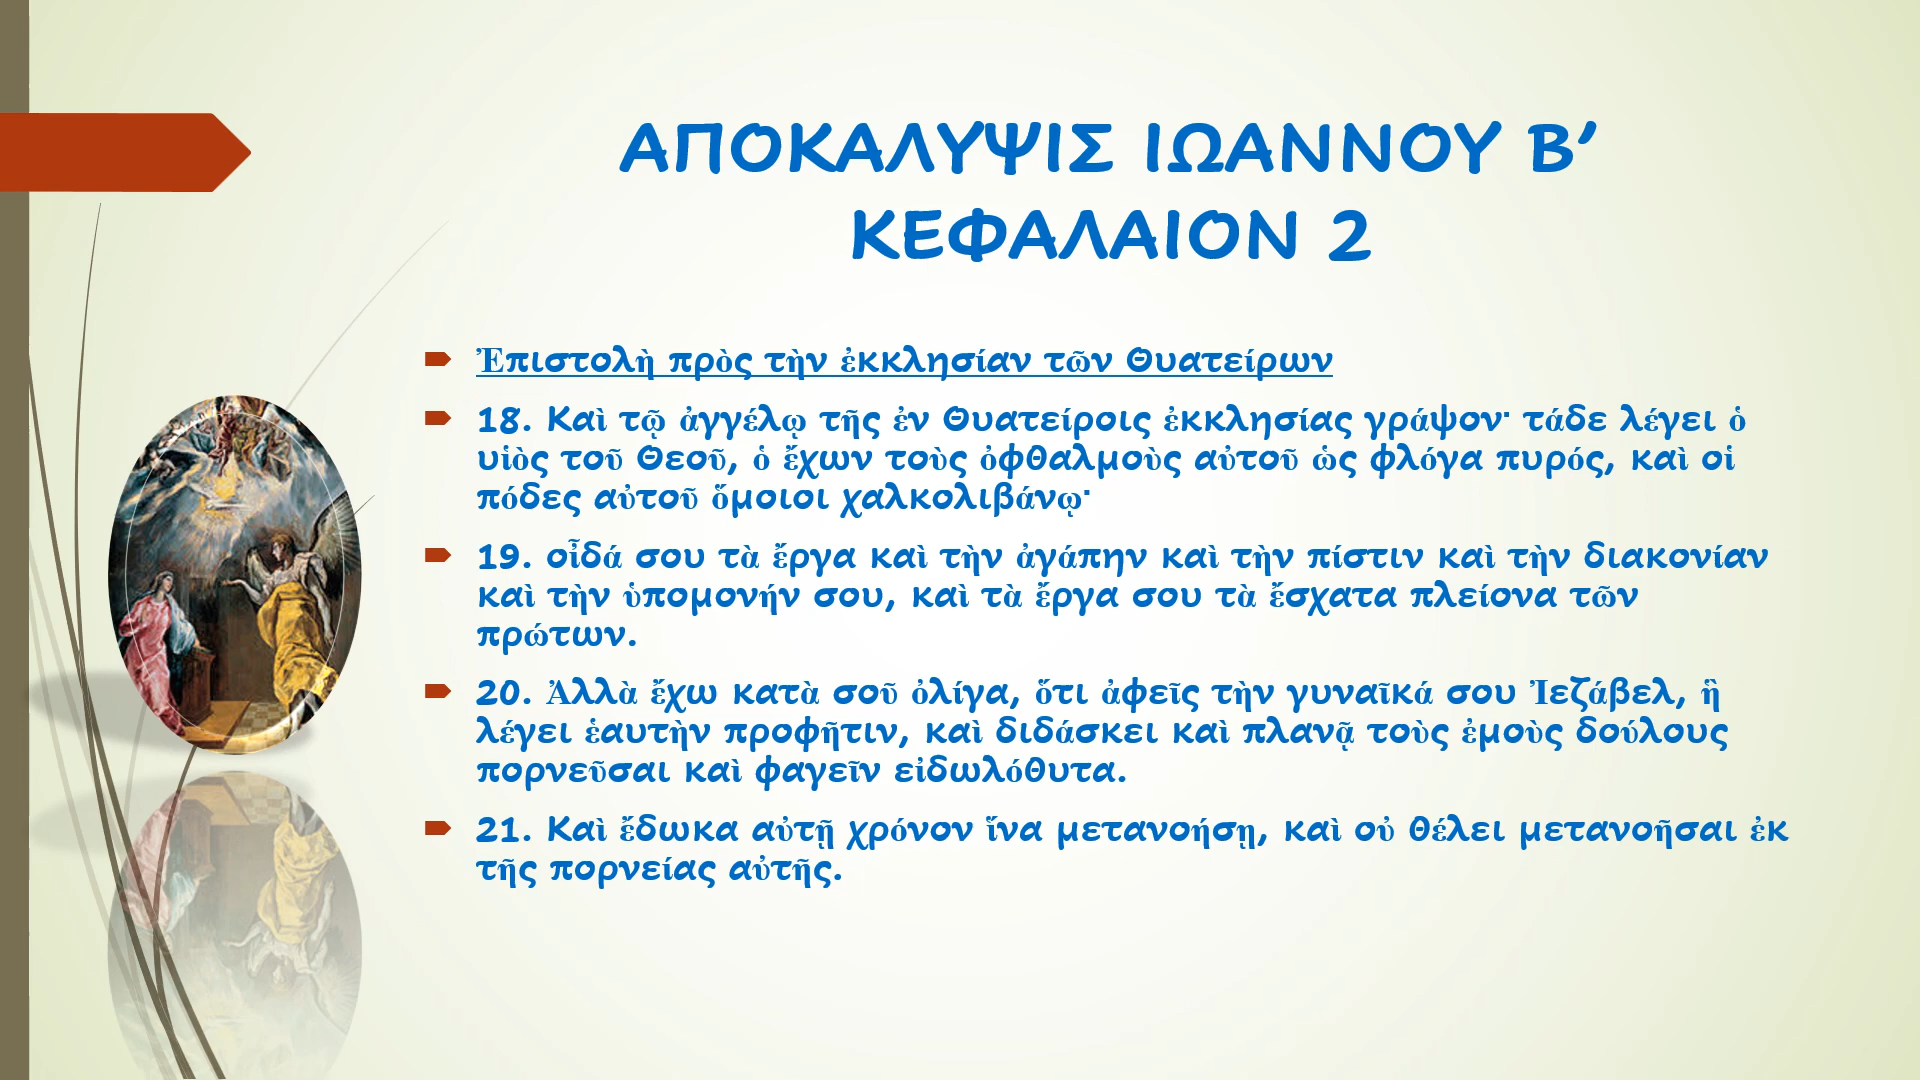 ΑΠΟΚΑΛΥΨΙΣ ΙΩΑΝΝΟΥ Β’
ΚΕΦΑΛΑΙΟΝ 2
Ἐπιστολὴ πρὸς τὴν ἐκκλησίαν τῶν Θυατείρων
18. Καὶ τῷ ἀγγέλῳ τῆς ἐν Θυατείροις ἐκκλησίας γράψον· τάδε λέγει ὁ
υἱὸς τοῦ Θεοῦ, ὁ ἔχων τοὺς ὀφθαλμοὺς αὐτοῦ ὡς φλόγα πυρός, καὶ οἱ
πόδες αὐτοῦ ὅμοιοι χαλκολιβάνῳ·
19. οἶδά σου τὰ ἔργα καὶ τὴν ἀγάπην καὶ τὴν πίστιν καὶ τὴν διακονίαν
καὶ τὴν ὑπομονήν σου, καὶ τὰ ἔργα σου τὰ ἔσχατα πλείονα τῶν
πρώτων.
20. Ἀλλὰ ἔχω κατὰ σοῦ ὀλίγα, ὅτι ἀφεῖς τὴν γυναῖκά σου Ἰεζάβελ, ἣ
λέγει ἑαυτὴν προφῆτιν, καὶ διδάσκει καὶ πλανᾷ τοὺς ἐμοὺς δούλους
πορνεῦσαι καὶ φαγεῖν εἰδωλόθυτα.
21. Καὶ ἔδωκα αὐτῇ χρόνον ἵνα μετανοήσῃ, καὶ οὐ θέλει μετανοῆσαι ἐκ
τῆς πορνείας αὐτῆς.